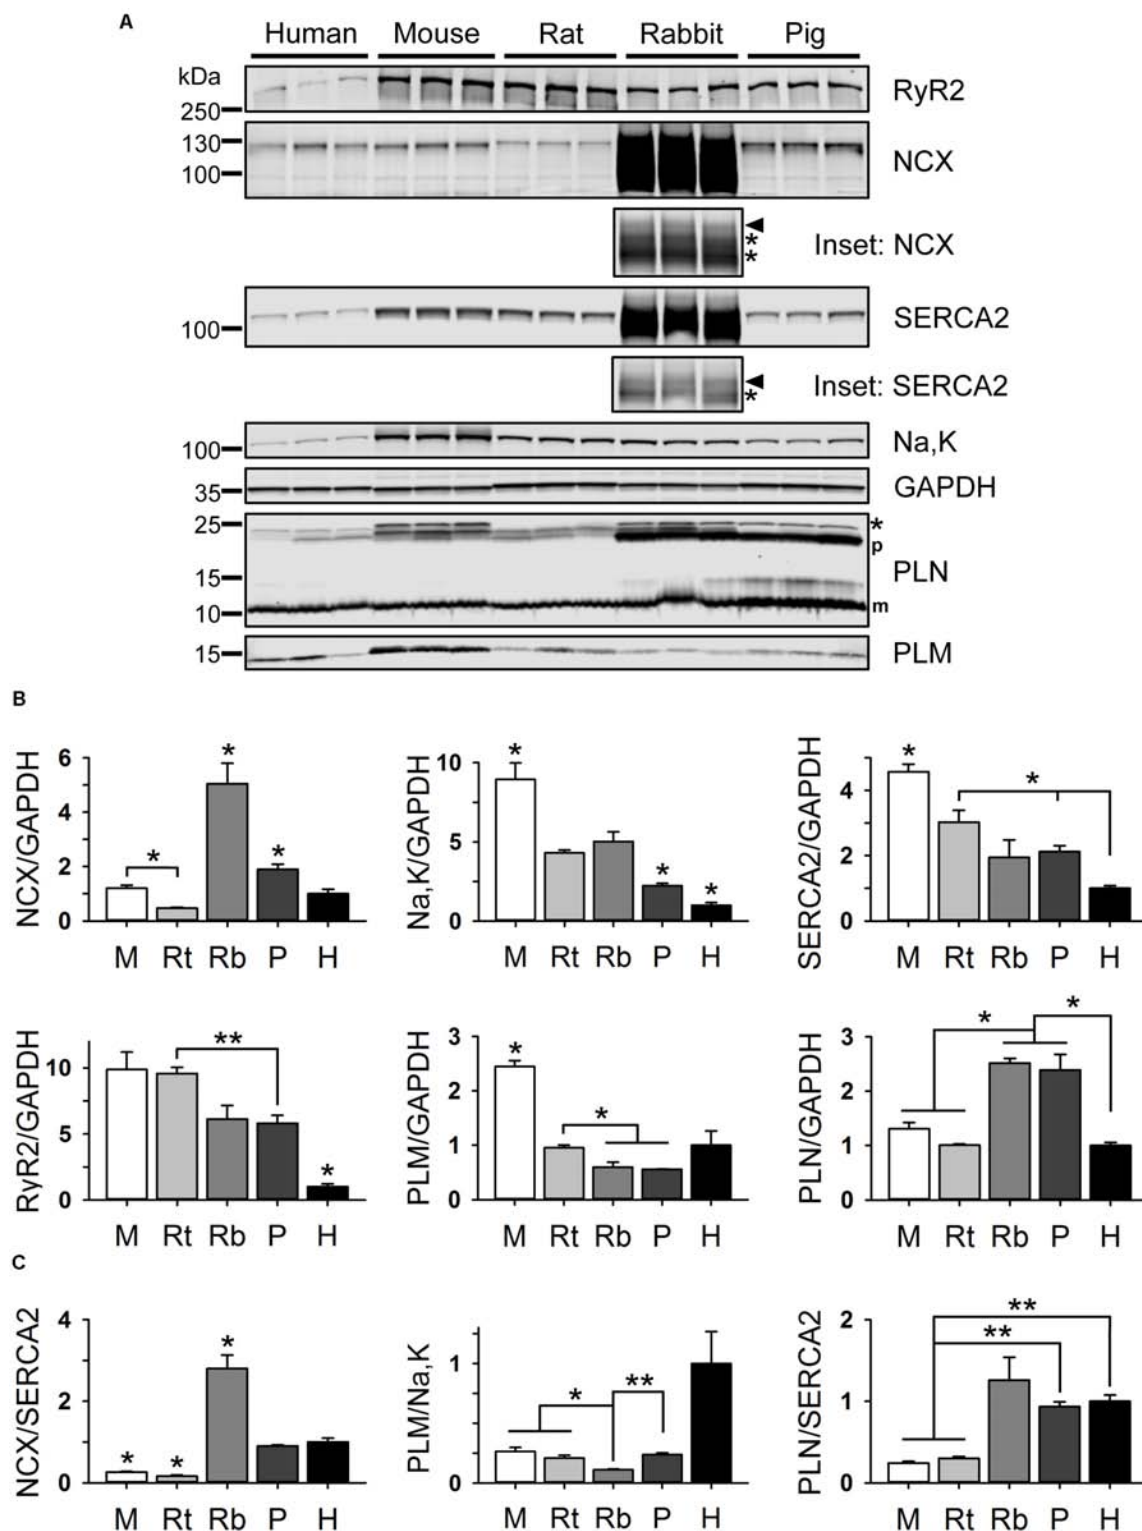 A
Human Mouse Rat Rabbit Pig
kDa
250
RyR2
130
100
NCX
*
*
Inset: NCX
100
SERCA2
*
Inset: SERCA2
100
Na,K
35
GAPDH
25
*
p
15
PLN
10
m
15
PLM
B
NCX/GAPDH
6
4
2
0
*
*
*
M Rt Rb P H
Na,K/GAPDH
10
5
0
*
*
*
M Rt Rb P H
SERCA2/GAPDH
4
2
0
*
*
M Rt Rb P H
RyR2/GAPDH
10
5
0
**
*
M Rt Rb P H
PLM/GAPDH
3
2
1
0
*
*
M Rt Rb P H
PLN/GAPDH
3
2
1
0
*
*
M Rt Rb P H
C
NCX/SERCA2
4
2
0
*
*
*
M Rt Rb P H
PLM/Na,K
1
0
*
**
M Rt Rb P H
PLN/SERCA2
2
1
0
**
**
M Rt Rb P H